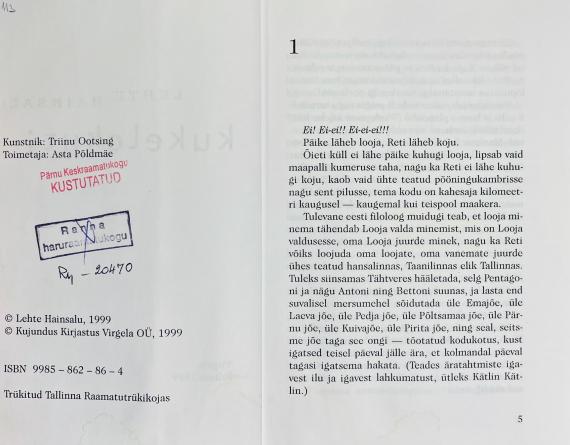 113
Kunstnik: Triinu Ootsing
Toimetaja: Asta Põldmäe
Pärnu Keskraamatukogu
KUSTUTATUD
Ranna
haruraamatukogu
Rn - 20470
© Lehte Hainsalu, 1999
© Kujundus Kirjastus Virgela OÜ, 1999
ISBN 9985 – 862 – 86 – 4
Trükitud Tallinna Raamatutrükikojas
1
Ei! Ei-ei!! Ei-ei-ei!!!
Päike läheb looja, Reti läheb koju.
Õieti küll ei lähe päike kuhugi looja, lipsab vaid
maapalli kumeruse taha, nagu ka Reti ei lähe kuhu-
gi koju, kaob vaid ühte teatud pööningukambrisse
nagu sent pilusse, tema kodu on kahesaja kilomeet-
ri kaugusel — kaugemal kui teispool maakera.
Tulevane eesti filoloog muidugi teab, et looja mi-
nema tähendab Looja valda minemist, mis on Looja
valdusesse, oma Looja juurde minek, nagu ka Reti
võiks loojuda oma loojate, oma vanemate juurde
ühes teatud hansalinnas, Taanilinnas elik Tallinnas.
Tuleks siinsamas Tähtveres hääletada, selg Pentago-
ni ja nägu Antoni ning Bettoni suunas, ja lasta end
suvalisel mersumehel sõidutada üle Emajõe, üle
Laeva jõe, üle Pedja jõe, üle Põltsamaa jõe, üle Pär-
nu jõe, üle Kuivajõe, üle Pirita jõe, ning seal, seits-
me jõe taga see ongi — tõotatud kodukotus, kust
igatsed teisel päeval jälle ära, et kolmandal päeval
tagasi igatsema hakata. (Teades äratahtmiste iga-
vest ilu ja igavest lahkumatust, ütleks Kätlin Kät-
lin.)
5